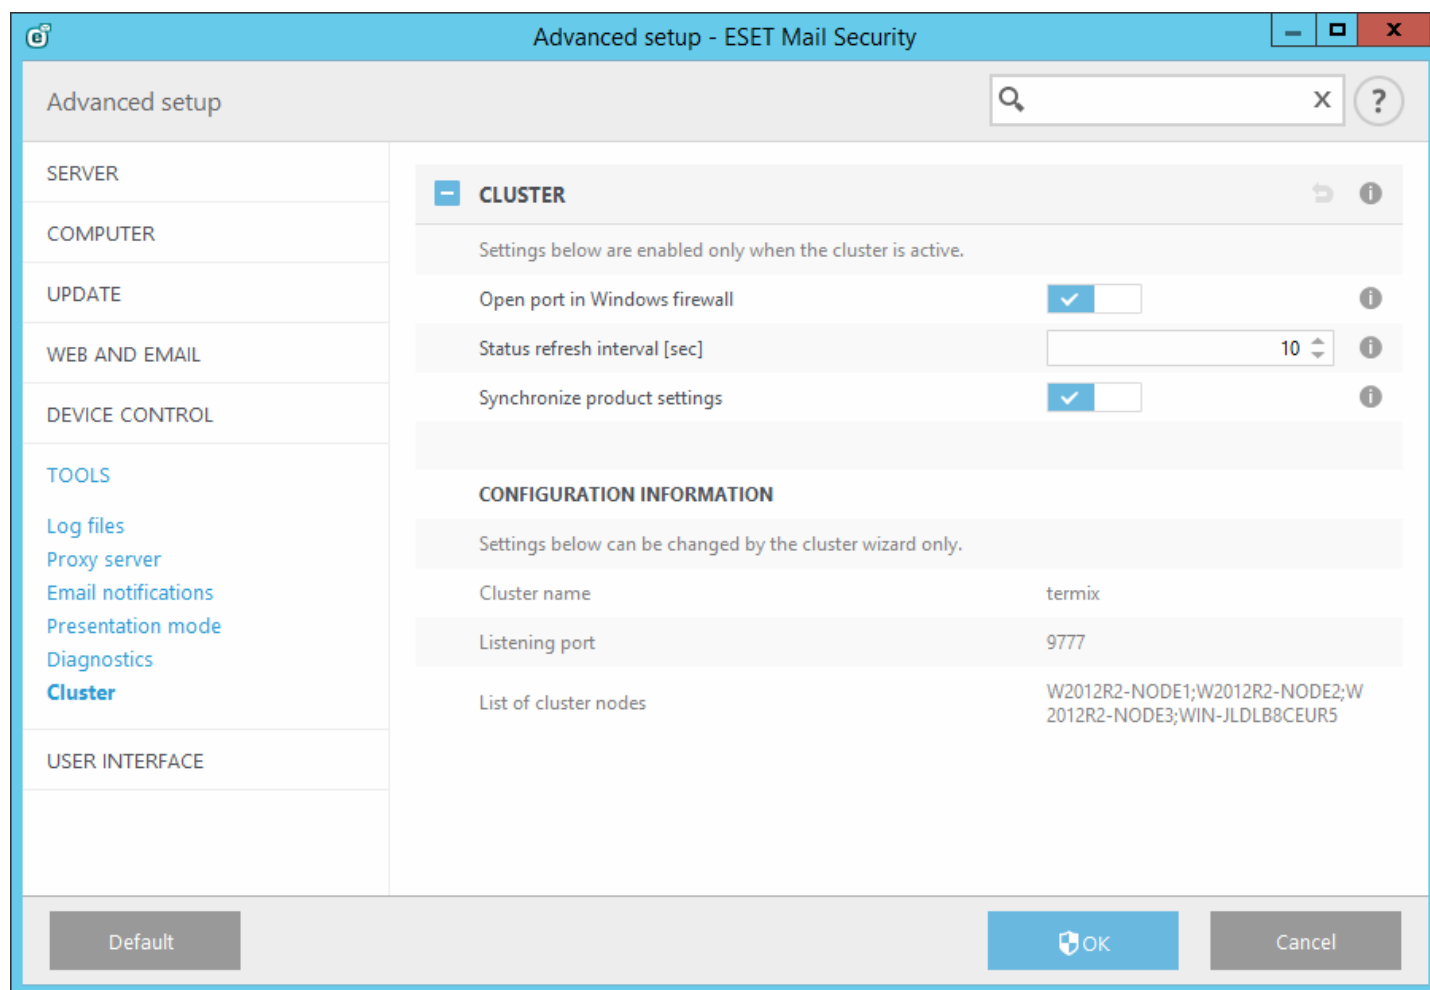 Advanced setup - ESET Mail Security
Advanced setup
SERVER
COMPUTER
UPDATE
WEB AND EMAIL
DEVICE CONTROL
TOOLS
Log files
Proxy server
Email notifications
Presentation mode
Diagnostics
Cluster
USER INTERFACE
CLUSTER
Settings below are enabled only when the cluster is active.
Open port in Windows firewall
Status refresh interval [sec] 10
Synchronize product settings
CONFIGURATION INFORMATION
Settings below can be changed by the cluster wizard only.
Cluster name termix
Listening port 9777
List of cluster nodes W2012R2-NODE1;W2012R2-NODE2;W
2012R2-NODE3;WIN-JLDLB8CEUR5
Default OK Cancel